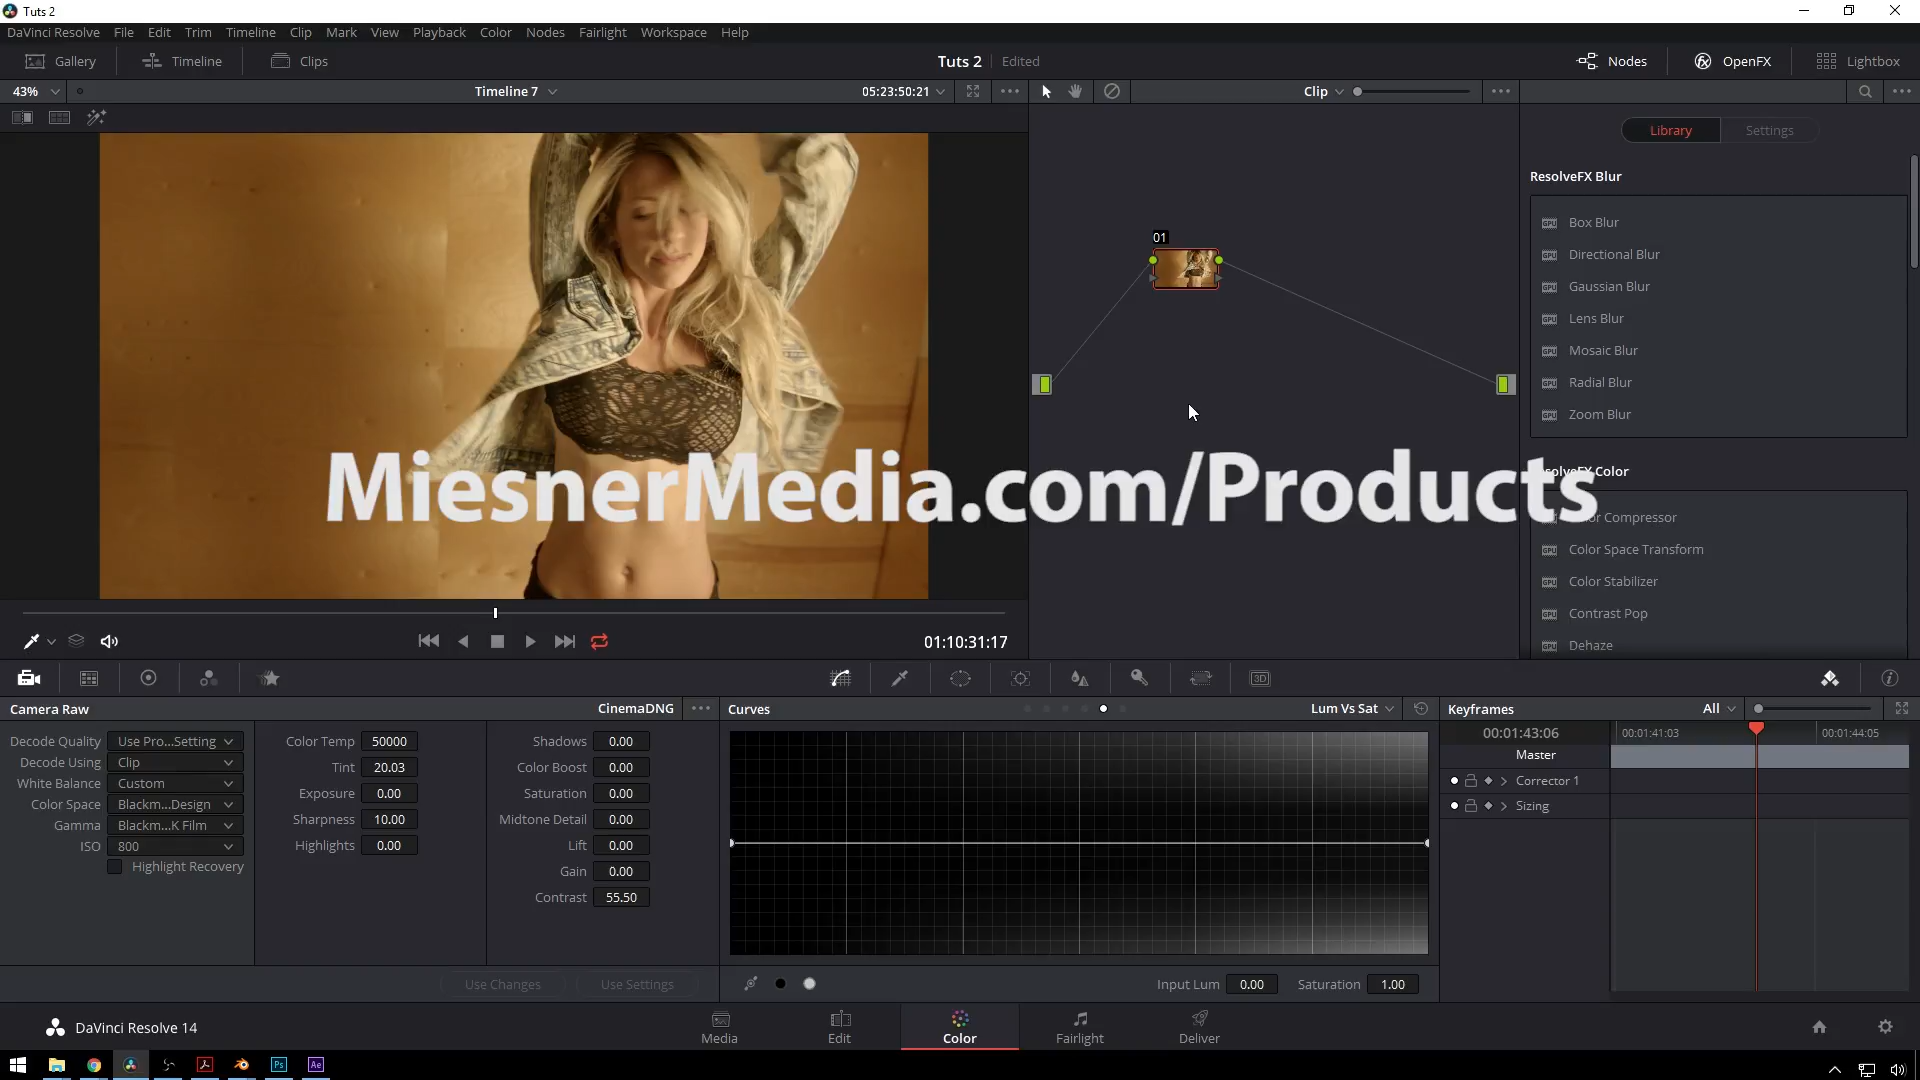 Tuts 2
DaVinci Resolve File Edit Trim Timeline Clip Mark View Playback Color Nodes Fairlight Workspace Help
Gallery Timeline Clips Tuts 2 Edited Nodes OpenFX Lightbox
43% Timeline 7 05:23:50:21 Clip
Library Settings
ResolveFX Blur
01
Box Blur
Directional Blur
Gaussian Blur
Lens Blur
Mosaic Blur
Radial Blur
Zoom Blur
MiesnerMedia.com/Products
Color
Compressor
Color Space Transform
Color Stabilizer
Contrast Pop
Dehaze
01:10:31:17
3D
Camera Raw CinemaDNG
Decode Quality Use Pro...Setting
Decode Using Clip
White Balance Custom
Color Space Blackm...Design
Gamma Blackm...K Film
ISO 800
Highlight Recovery
Color Temp 50000
Tint 20.03
Exposure 0.00
Sharpness 10.00
Highlights 0.00
Shadows 0.00
Color Boost 0.00
Saturation 0.00
Midtone Detail 0.00
Lift 0.00
Gain 0.00
Contrast 55.50
Use Changes Use Settings
Curves Lum Vs Sat
Input Lum 0.00 Saturation 1.00
Keyframes All
00:01:43:06 00:01:41:03 00:01:44:05
Master
Corrector 1
Sizing
DaVinci Resolve 14 Media Edit Color Fairlight Deliver
Ps Ae